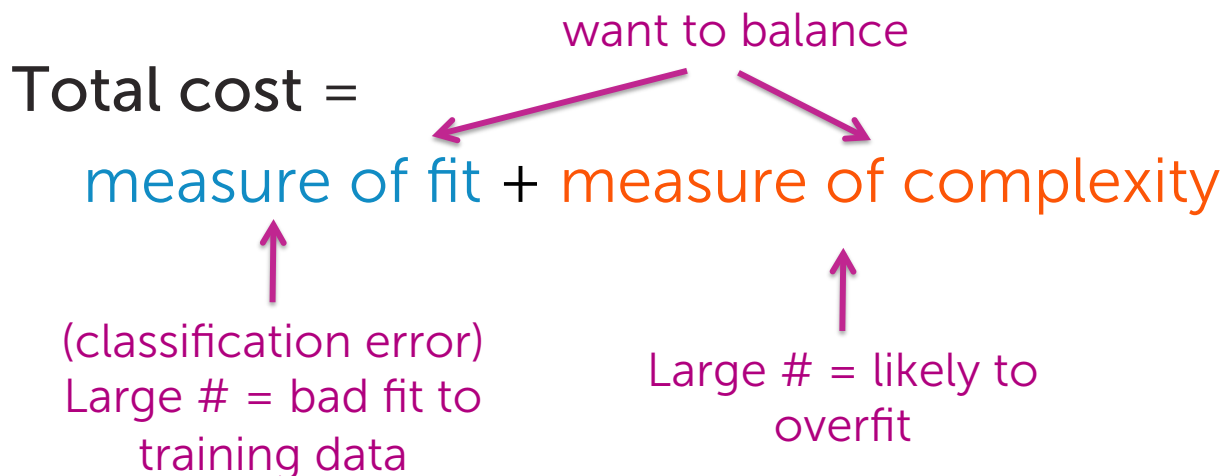 want to balance
Total cost =
measure of fit + measure of complexity
(classification error)
Large # = bad fit to
training data
Large # = likely to
overfit